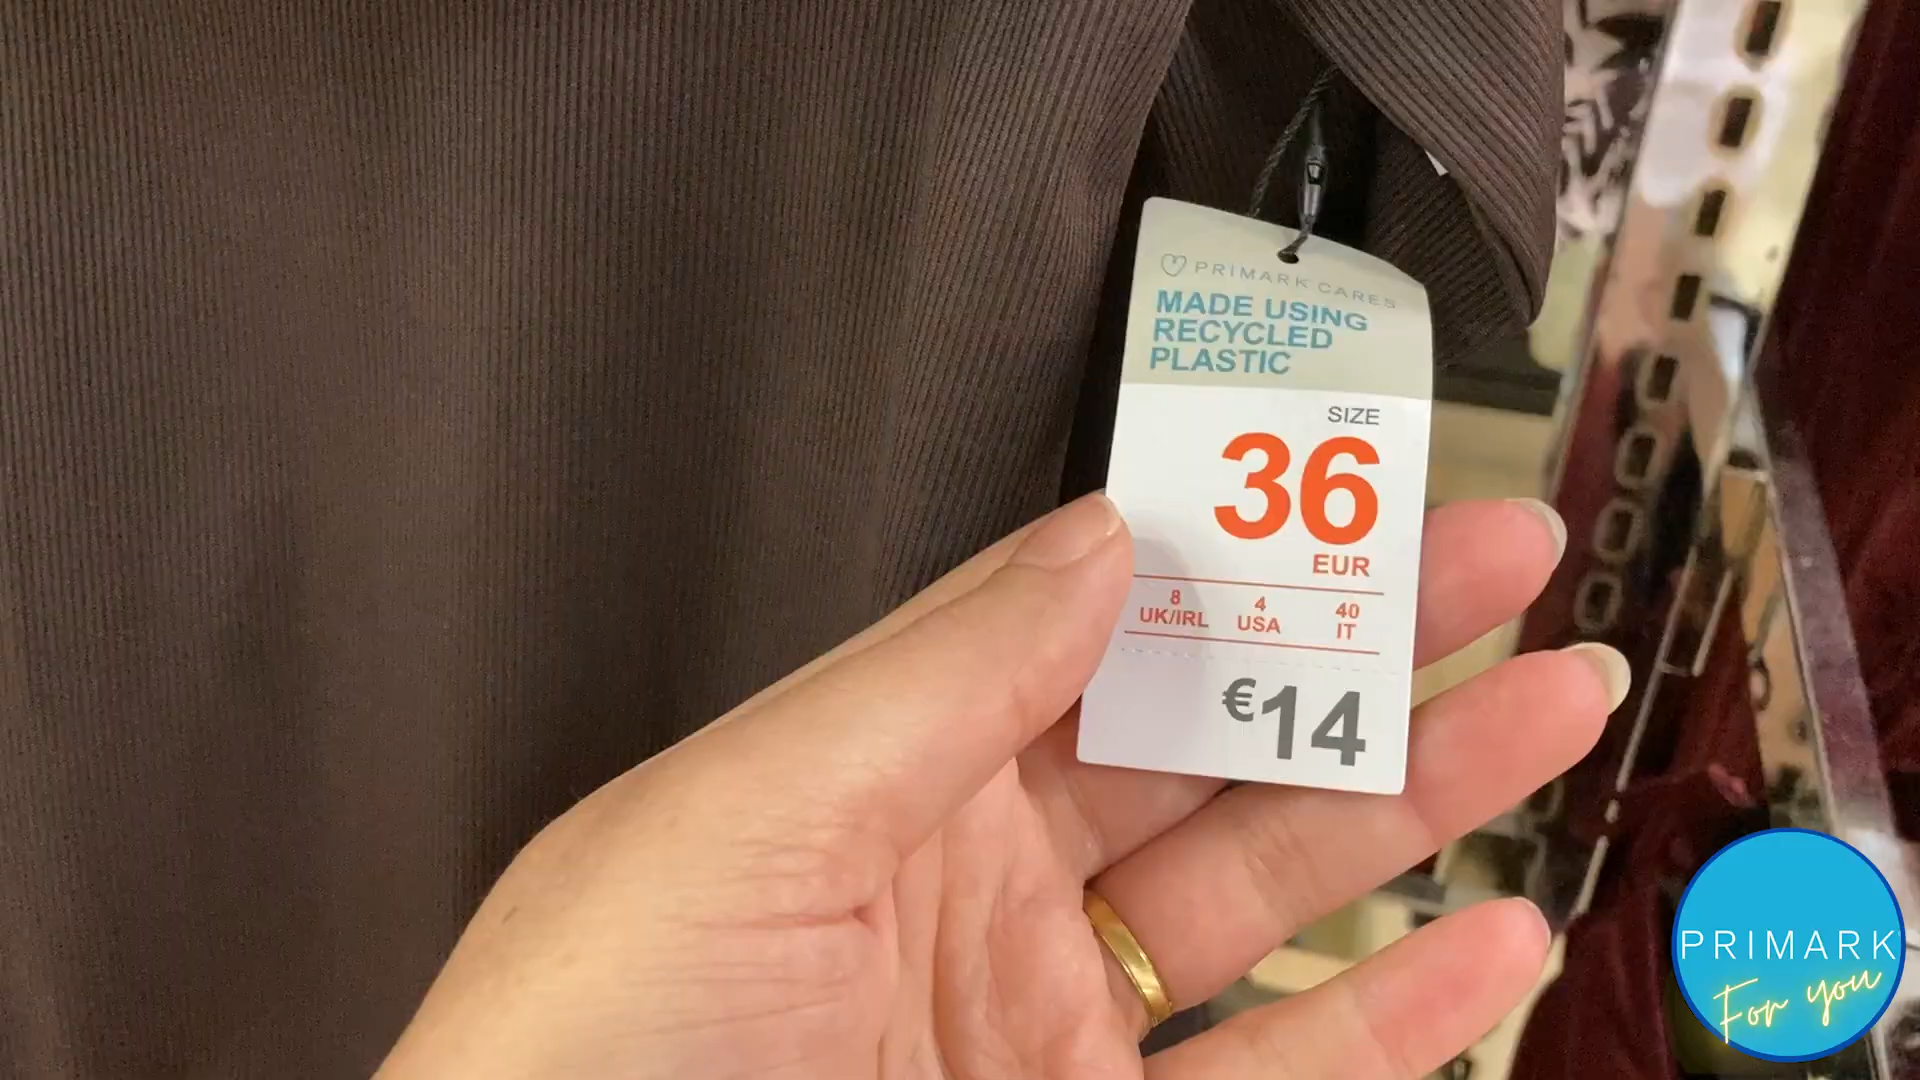 PRIMARK CARES
MADE USING
RECYCLED
PLASTIC
SIZE
36
EUR
8 4 40
UK/IRL USA IT
€14
PRIMARK
For you